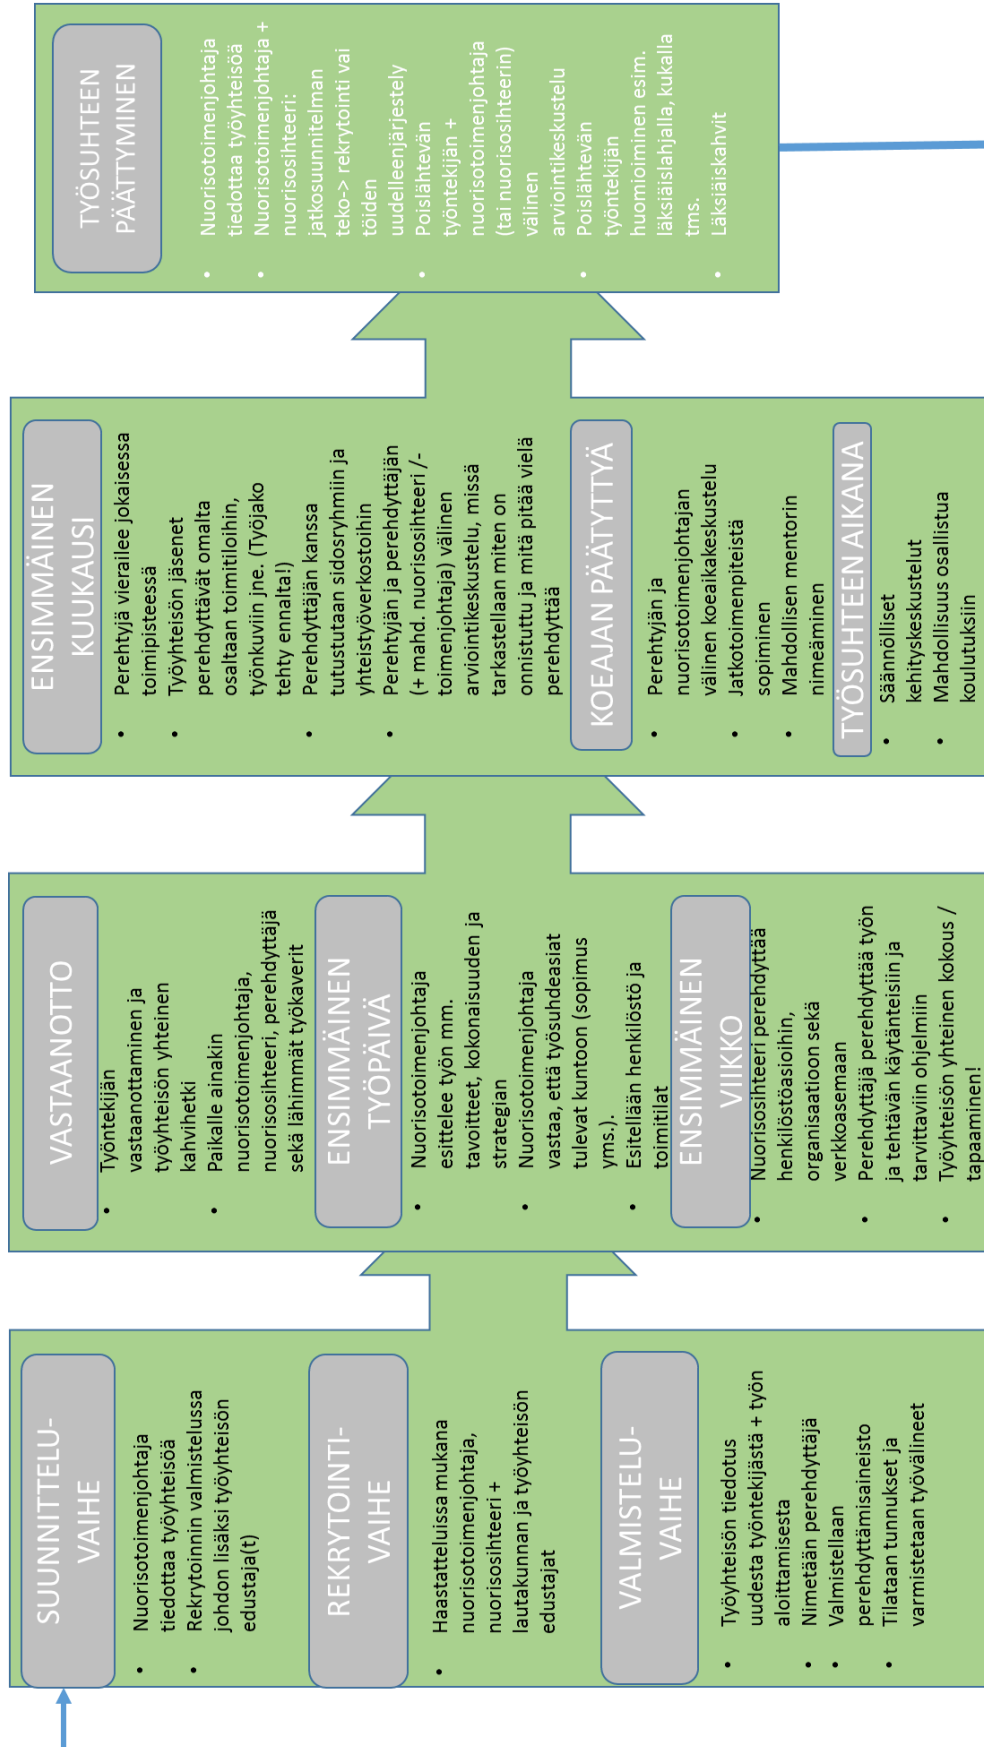 SUUNNITTELU-
VAIHE
Nuorisotoimenjohtaja
tiedottaa työyhteisöä
Rekrytoinnin valmistelussa
johdon lisäksi työyhteisön
edustaja(t)
REKRYTOINTI-
VAIHE
Haastatteluissa mukana
nuorisotoimenjohtaja,
nuorisosihteeri +
lautakunnan ja työyhteisön
edustajat
VALMISTELU-
VAIHE
Työyhteisön tiedotus
uudesta työntekijästä + työn
aloittamisesta
Nimetään perehdyttäjä
Valmistellaan
perehdyttämisaineisto
Tilataan tunnukset ja
varmistetaan työvälineet
VASTAANOTTO
Työntekijän
vastaanottaminen ja
työyhteisön yhteinen
kahvihetki
Paikalle ainakin
nuorisotoimenjohtaja,
nuorisosihteeri, perehdyttäjä
sekä lähimmät työkaverit
ENSIMMÄINEN
TYÖPÄIVÄ
Nuorisotoimenjohtaja
esittelee työn mm.
tavoitteet, kokonaisuuden ja
strategian
Nuorisotoimenjohtaja
vastaa, että työsuhdeasiat
tulevat kuntoon (sopimus
yms.).
Esitellään henkilöstö ja
toimitilat
ENSIMMÄINEN
VIIKKO
Nuorisosihteeri perehdyttää
henkilöstöasioihin,
organisaatioon sekä
verkkoasemaan
Perehdyttäjä perehdyttää työn
ja tehtävän käytänteisiin ja
tarvittaviin ohjelmiin
Työyhteisön yhteinen kokous /
tapaaminen!
ENSIMMÄINEN
KUUKAUSI
Perehtyjä vierailee jokaisessa
toimipisteessä
Työyhteisön jäsenet
perehdyttävät omalta
osaltaan toimitiloihin,
työnkuviin jne. (Työjako
tehty ennalta!)
Perehdyttäjän kanssa
tutustutaan sidosryhmiin ja
yhteistyöverkostoihin
Perehtyjän ja perehdyttäjän
(+ mahd. nuorisosihteeri /-
toimenjohtaja) välinen
arviointikeskustelu, missä
tarkastellaan miten on
onnistuttu ja mitä pitää vielä
perehdyttää
KOEAJAN PÄÄTYTTYÄ
Perehtyjän ja
nuorisotoimenjohtajan
välinen koeaikakeskustelu
Jatkotoimenpiteistä
sopiminen
Mahdollisen mentorin
nimeäminen
TYÖSUHTEEN AIKANA
Säännölliset
kehityskeskustelut
Mahdollisuus osallistua
koulutuksiin
TYÖSUHTEEN
PÄÄTTYMINEN
Nuorisotoimenjohtaja
tiedottaa työyhteisöä
Nuorisotoimenjohtaja +
nuorisosihteeri:
jatkosuunnitelman
teko-> rekrytointi vai
töiden
uudelleenjärjestely
Poislähtevän
työntekijän +
nuorisotoimenjohtaja
(tai nuorisosihteerin)
välinen
arviointikeskustelu
Poislähtevän
työntekijän
huomioiminen esim.
läksiäislahjalla, kukalla
tms.
Läksiäiskahvit